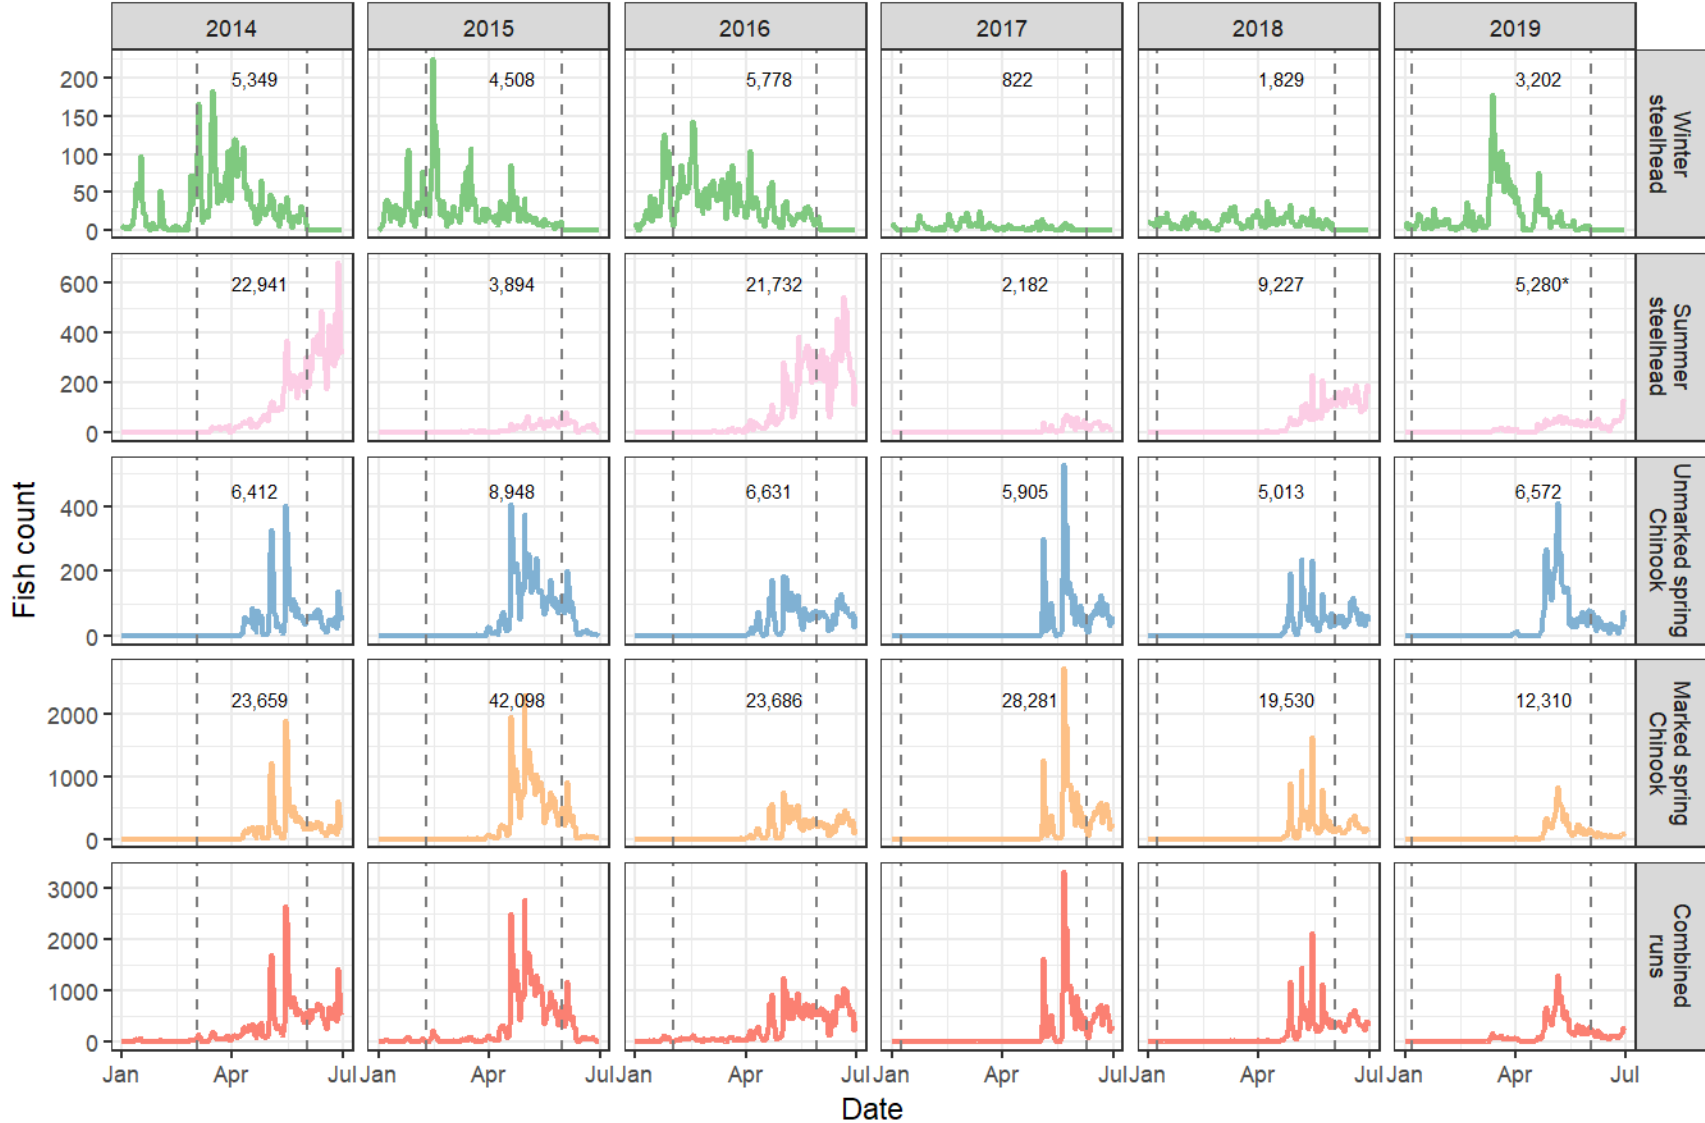 2014 2015 2016 2017 2018 2019
200
150
100
50
0
5,349 4,508 5,778 822 1,829 3,202
Winter
steelhead
600
400
200
0
22,941 3,894 21,732 2,182 9,227 5,280*
Summer
steelhead
400
200
0
6,412 8,948 6,631 5,905 5,013 6,572
Unmarked spring
Chinook
2000
1000
0
23,659 42,098 23,686 28,281 19,530 12,310
Marked spring
Chinook
3000
2000
1000
0
Combined
runs
Jan Apr Jul Jan Apr Jul Jan Apr Jul Jan Apr Jul Jan Apr Jul Jan Apr Jul
Date
Fish count